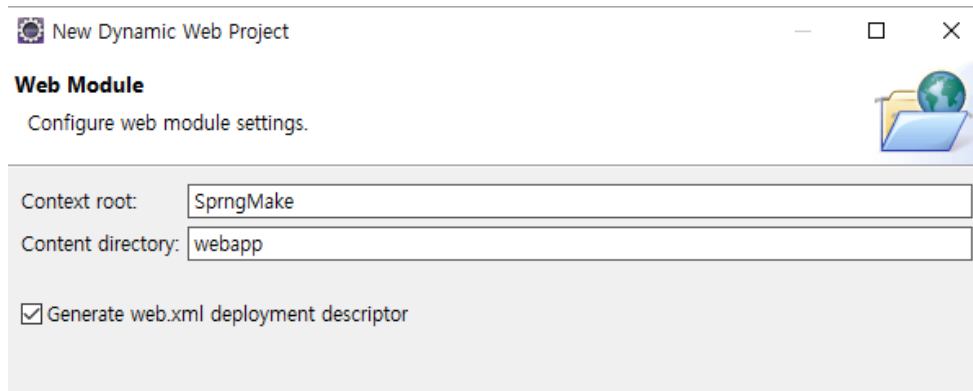 New Dynamic Web Project
Web Module
Configure web module settings.
Context root: SprngMake
Content directory: webapp
Generate web.xml deployment descriptor